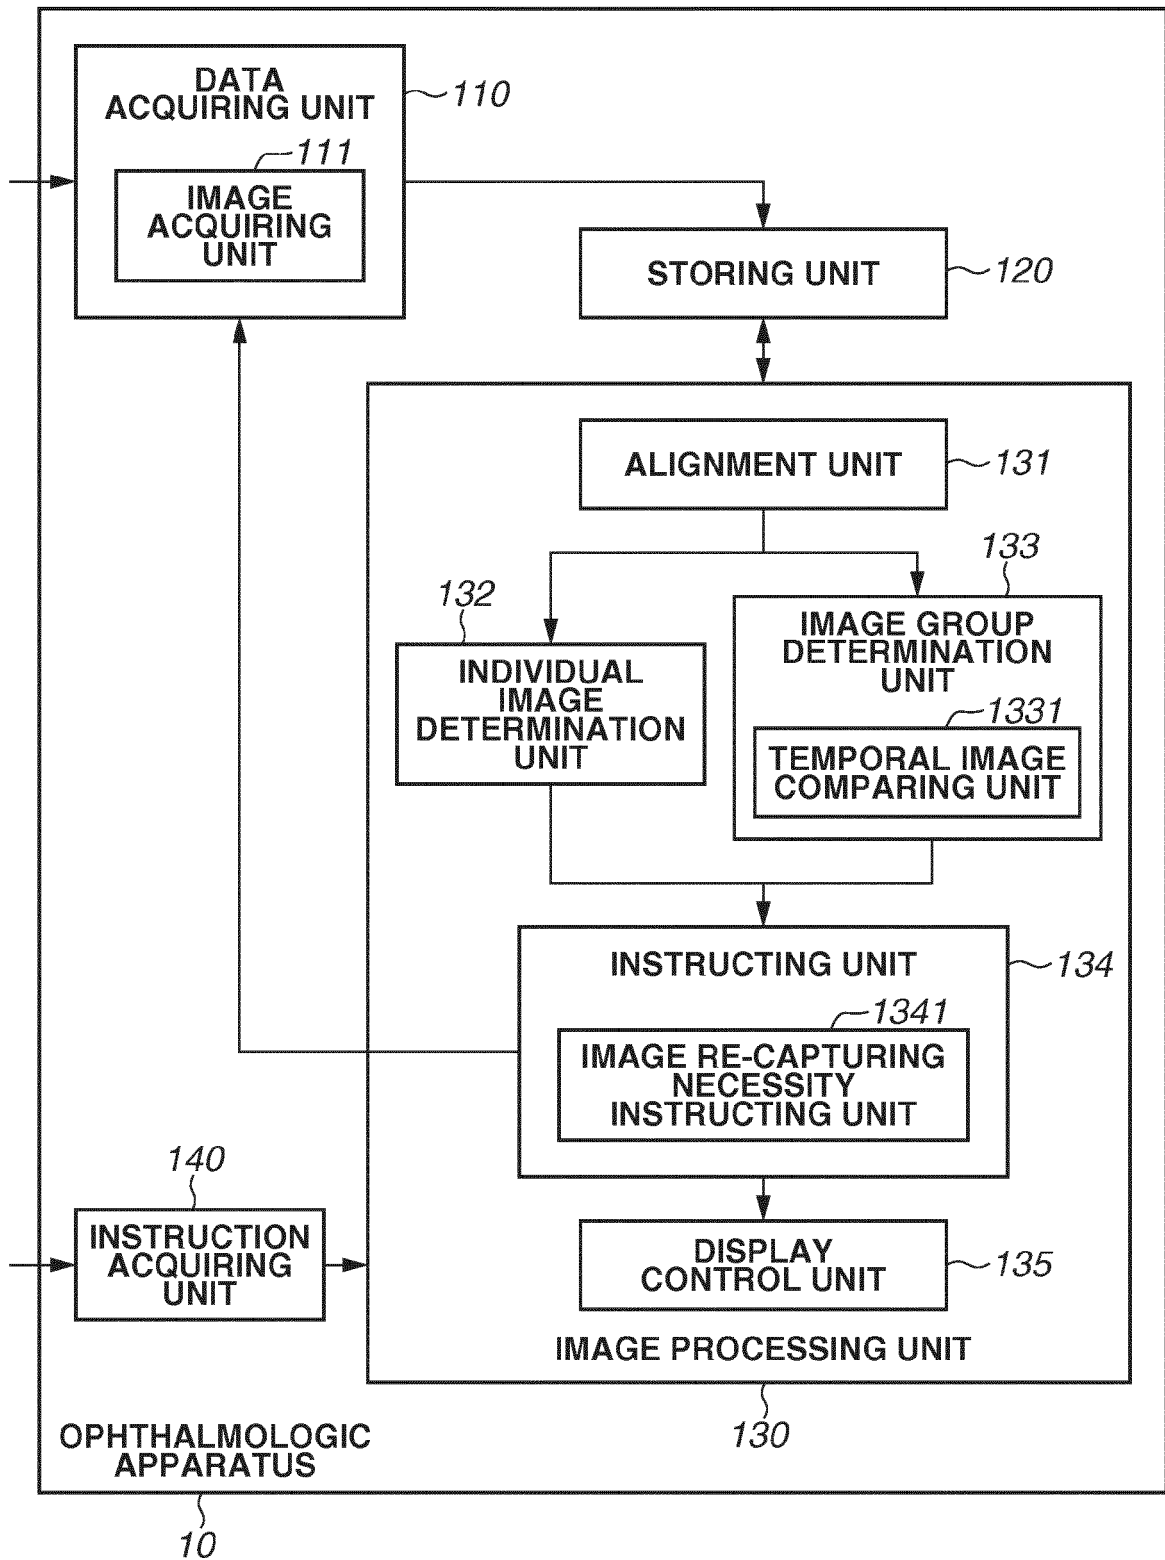 DATA
ACQUIRING UNIT
110
111
IMAGE
ACQUIRING
UNIT
STORING UNIT
120
ALIGNMENT UNIT
131
132
133
INDIVIDUAL
IMAGE
DETERMINATION
UNIT
IMAGE GROUP
DETERMINATION
UNIT
1331
TEMPORAL IMAGE
COMPARING UNIT
INSTRUCTING UNIT
134
1341
IMAGE RE-CAPTURING
NECESSITY
INSTRUCTING UNIT
140
INSTRUCTION
ACQUIRING
UNIT
DISPLAY
CONTROL UNIT
135
IMAGE PROCESSING UNIT
130
OPHTHALMOLOGIC
APPARATUS
10